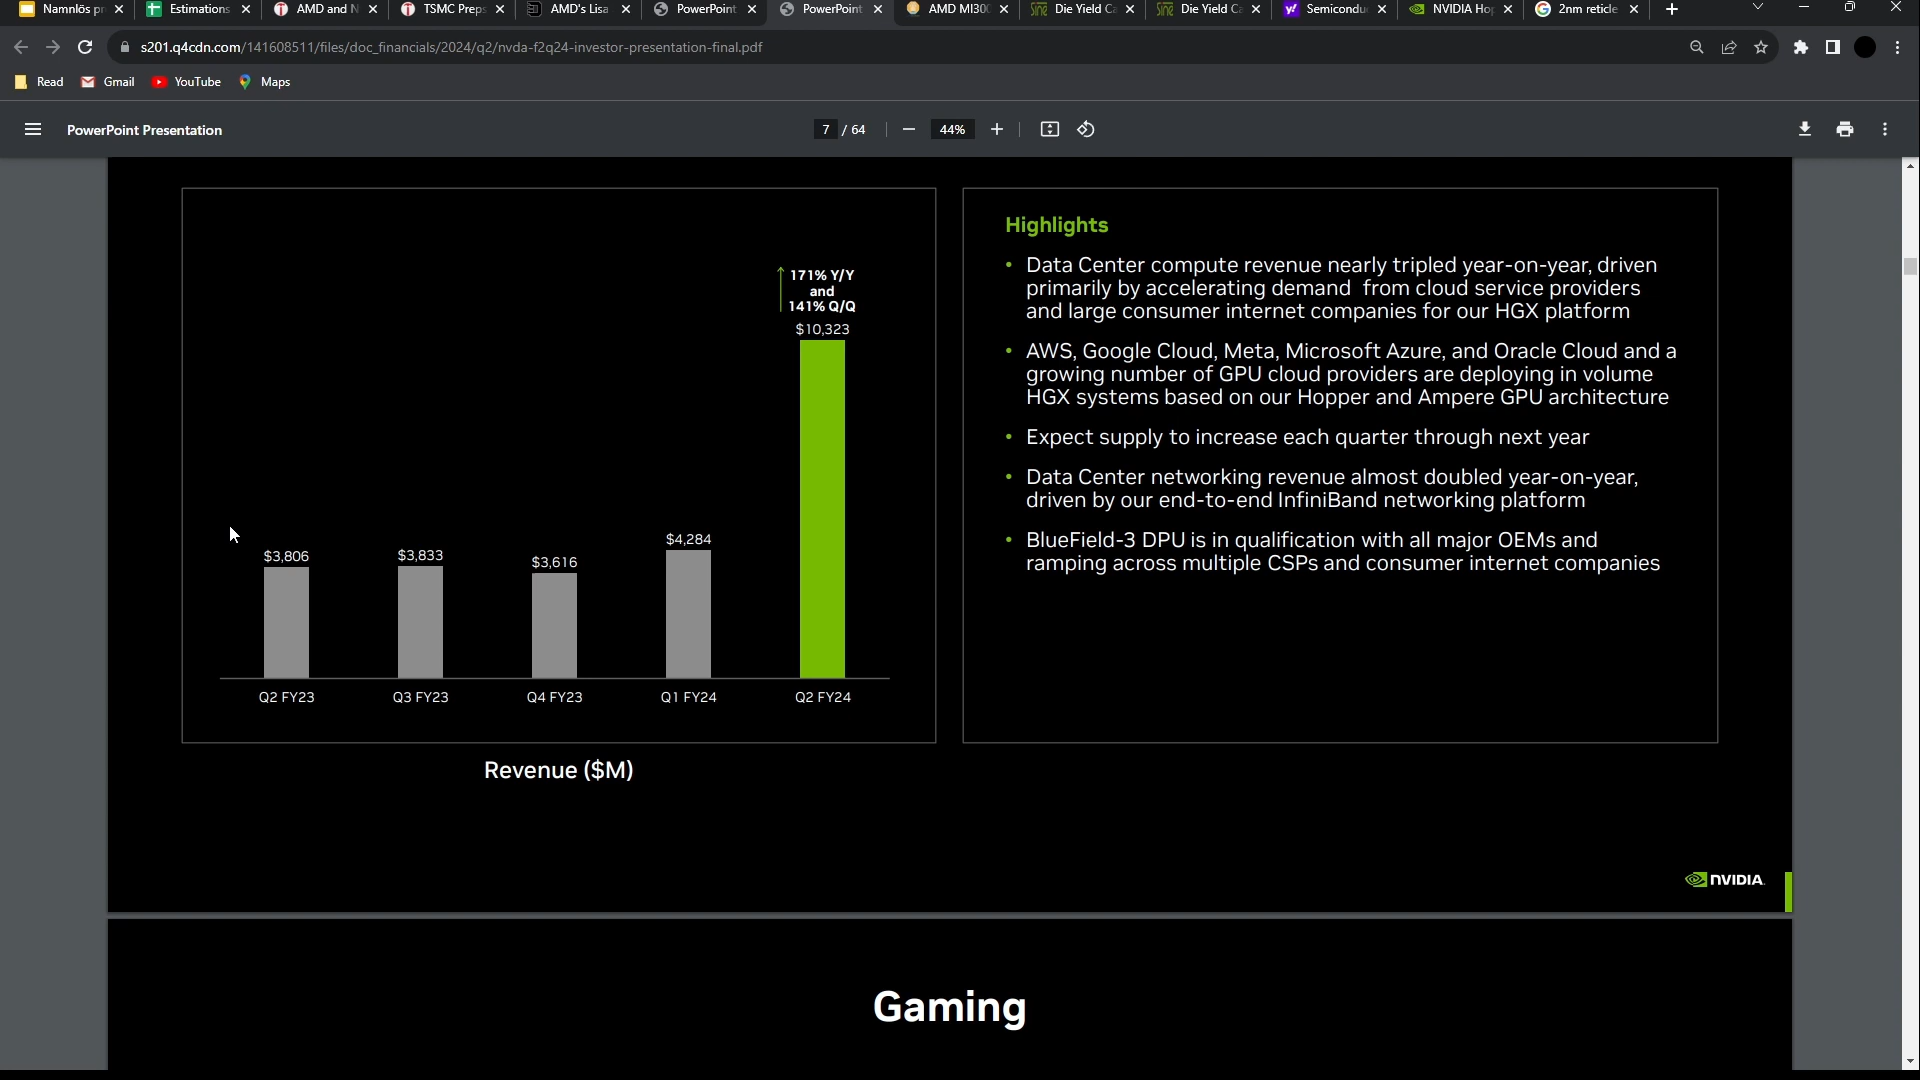 Namnlös pr
Estimations
AMD and N
TSMC Preps
AMD's Lisa
PowerPoint
PowerPoint
AMD MI300
Die Yield Ca
Die Yield Ca
Semicondu
NVIDIA Hop
2nm reticle
s201.q4cdn.com/141608511/files/doc_financials/2024/q2/nvda-f2q24-investor-presentation-final.pdf
Read
Gmail
YouTube
Maps
PowerPoint Presentation
7 / 64
44%
171% Y/Y
and
141% Q/Q
$10,323
$4,284
$3,806
$3,833
$3,616
Q2 FY23
Q3 FY23
Q4 FY23
Q1 FY24
Q2 FY24
Revenue ($M)
Highlights
• Data Center compute revenue nearly tripled year-on-year, driven
primarily by accelerating demand from cloud service providers
and large consumer internet companies for our HGX platform
• AWS, Google Cloud, Meta, Microsoft Azure, and Oracle Cloud and a
growing number of GPU cloud providers are deploying in volume
HGX systems based on our Hopper and Ampere GPU architecture
• Expect supply to increase each quarter through next year
• Data Center networking revenue almost doubled year-on-year,
driven by our end-to-end InfiniBand networking platform
• BlueField-3 DPU is in qualification with all major OEMs and
ramping across multiple CSPs and consumer internet companies
NVIDIA.
Gaming